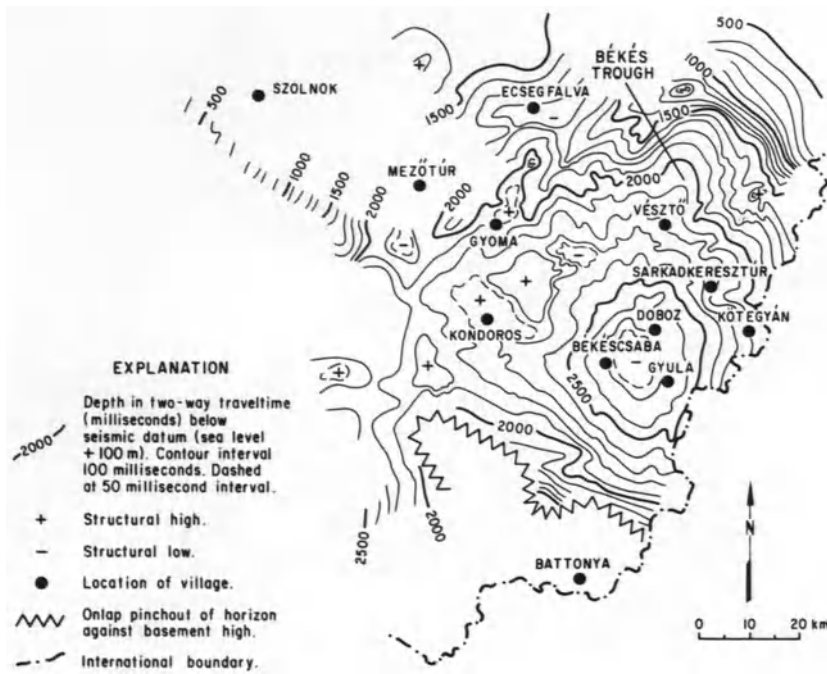 500
BÉKÉS
TROUGH
1000
SZOLNOK
ECSEGFALVA
500
1500
1500
1000
MEZŐTÚR
1500
2000
2000
2000
VÉSZTŐ
GYOMA
SARKADKERESZTÚR
DOBOZ
KÖTEGYÁN
KONDOROS
BÉKÉSCSABA
GYULA
2500
2000
2000
2500
BATTONYA
EXPLANATION
2000
Depth in two-way traveltime
(milliseconds) below
seismic datum (sea level
+ 100 m). Contour interval
100 milliseconds. Dashed
at 50 millisecond interval.
+ Structural high.
- Structural low.
Location of village.
Onlap pinchout of horizon
against basement high.
International boundary.
N
0 10 20 km